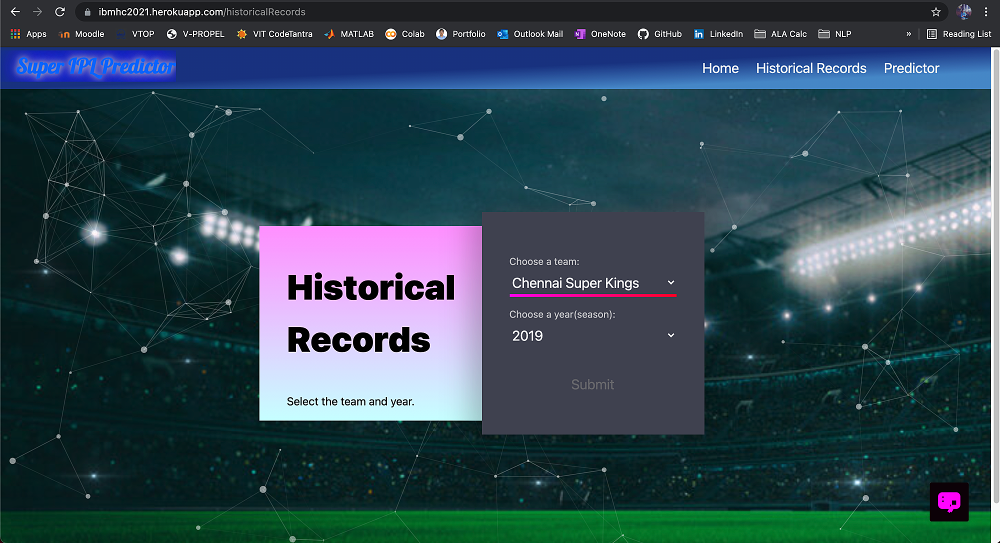 ibmhc2021.herokuapp.com/historicalRecords
Apps Moodle VTOP V-PROPEL VIT CodeTantra MATLAB Colab Portfolio Outlook Mail OneNote GitHub LinkedIn ALA Calc NLP » Reading List
Super IPL Predictor Home Historical Records Predictor
Historical
Records
Select the team and year.
Choose a team:
Chennai Super Kings
Choose a year(season):
2019
Submit